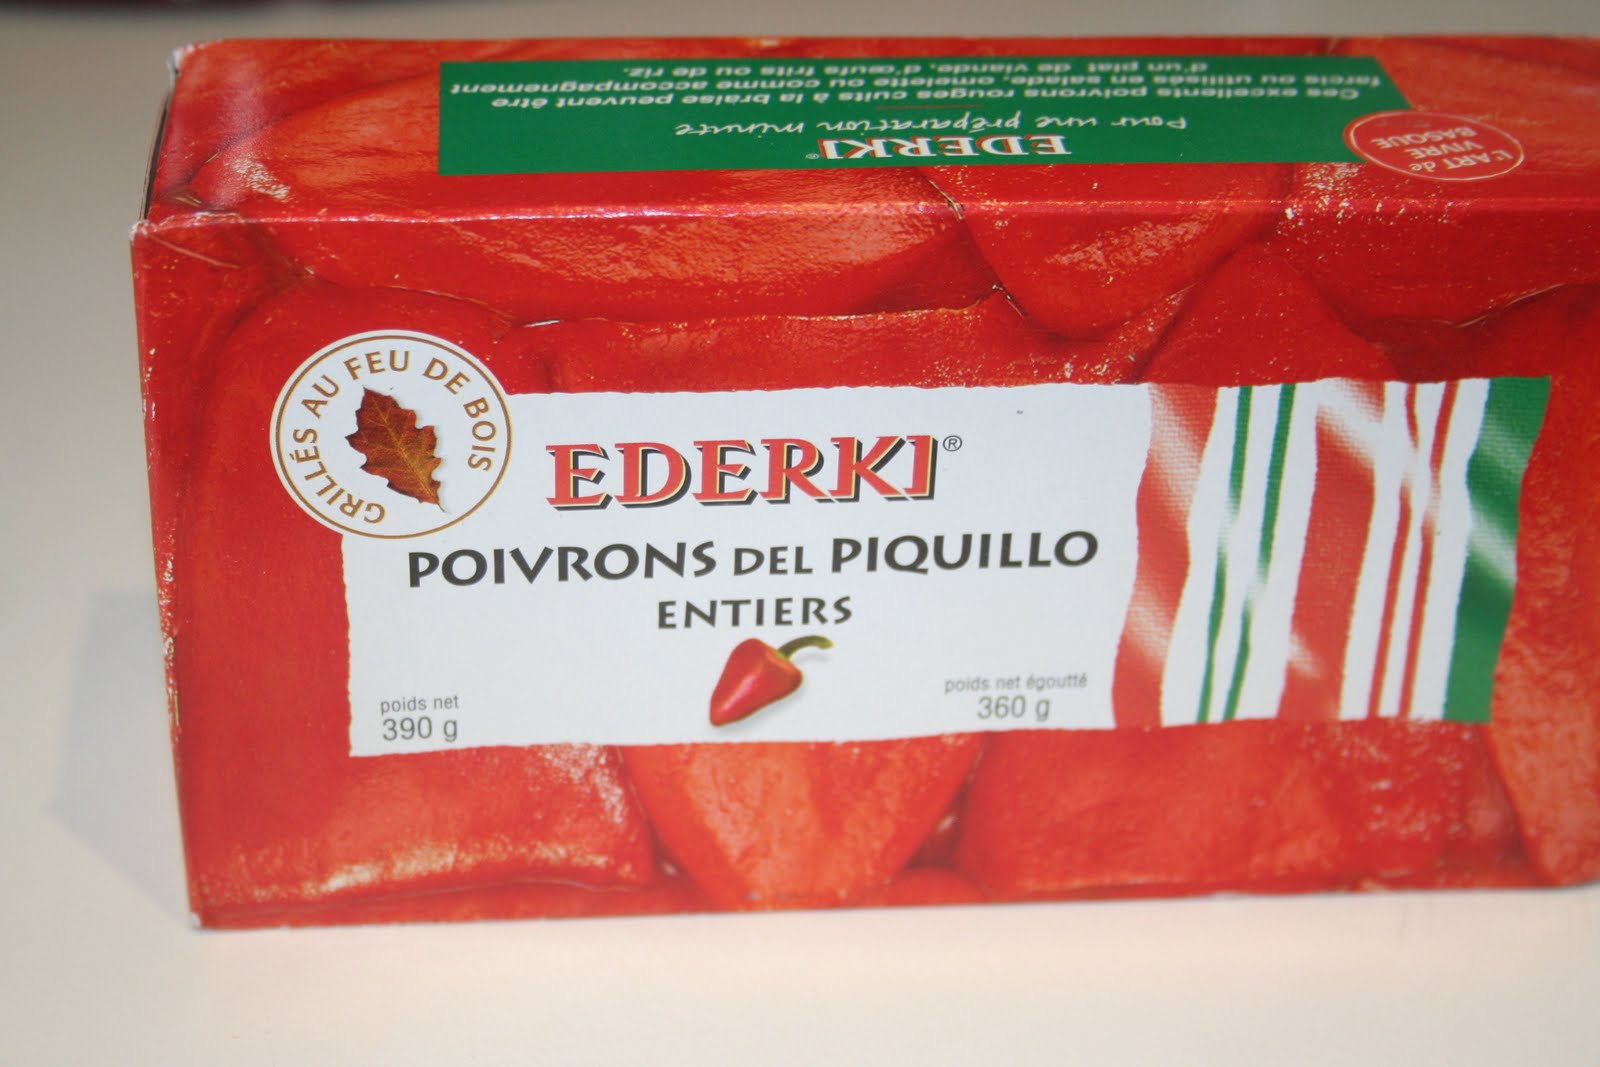 EDERKI®
Pour une préparation minute
Ces excellents poivrons rouges cuits à la braise peuvent être
farcis ou utilisés en salade, omelette ou comme accompagnement
d'un plat de viande, d'œufs frits ou de riz.
L'ART de
VIVRE
BASQUE
GRILLÉS AU FEU DE BOIS
EDERKI®
POIVRONS DEL PIQUILLO
ENTIERS
poids net
390 g
poids net égoutté
360 g